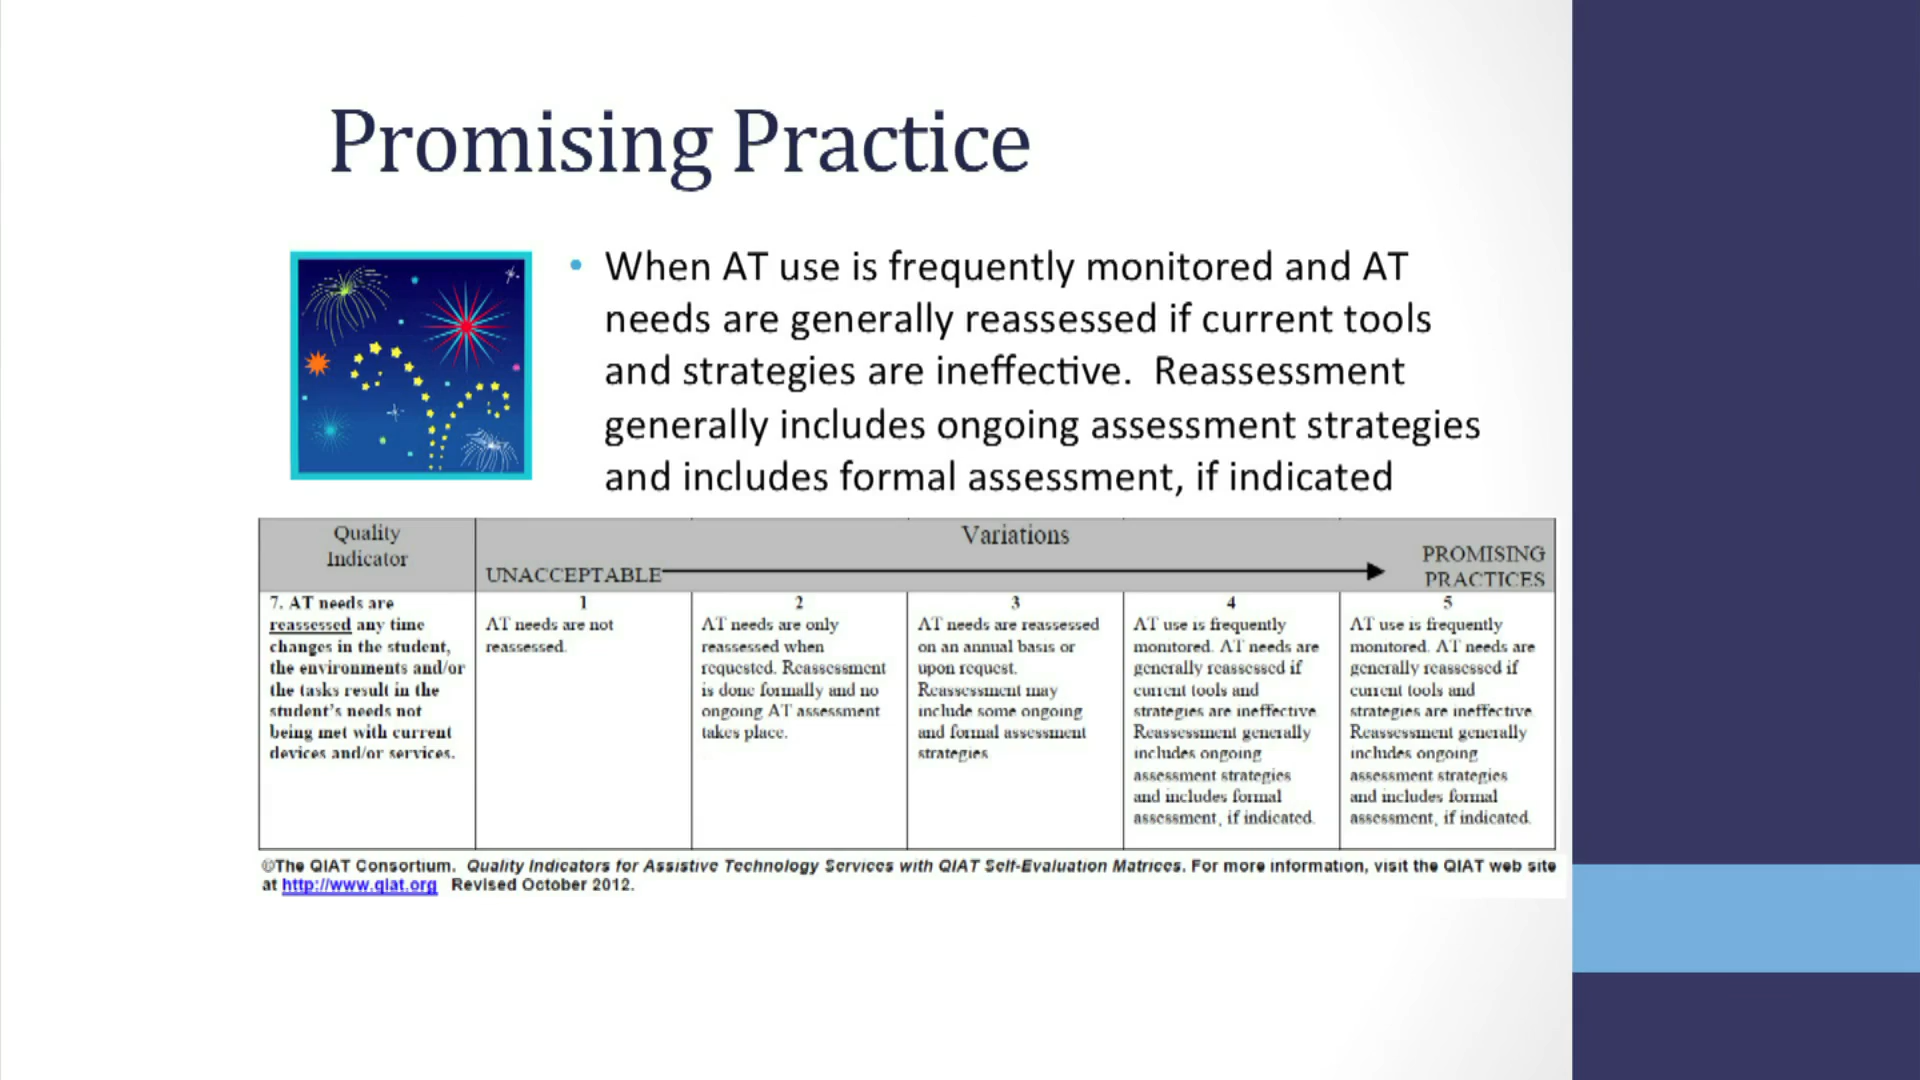 Promising Practice
• When AT use is frequently monitored and AT
needs are generally reassessed if current tools
and strategies are ineffective.  Reassessment
generally includes ongoing assessment strategies
and includes formal assessment, if indicated
Quality
Indicator
Variations
UNACCEPTABLE
PROMISING
PRACTICES
7. AT needs are
reassessed any time
changes in the student,
the environments and/or
the tasks result in the
student's needs not
being met with current
devices and/or services.
1
AT needs are not
reassessed.
2
AT needs are only
reassessed when
requested. Reassessment
is done formally and no
ongoing AT assessment
takes place.
3
AT needs are reassessed
on an annual basis or
upon request.
Reassessment may
include some ongoing
and formal assessment
strategies
4
AT use is frequently
monitored. AT needs are
generally reassessed if
current tools and
strategies are ineffective
Reassessment generally
includes ongoing
assessment strategies
and includes formal
assessment, if indicated.
5
AT use is frequently
monitored. AT needs are
generally reassessed if
current tools and
strategies are ineffective
Reassessment generally
includes ongoing
assessment strategies
and includes formal
assessment, if indicated.
©The QIAT Consortium.  Quality Indicators for Assistive Technology Services with QIAT Self-Evaluation Matrices. For more information, visit the QIAT web site
at http://www.qiat.org   Revised October 2012.